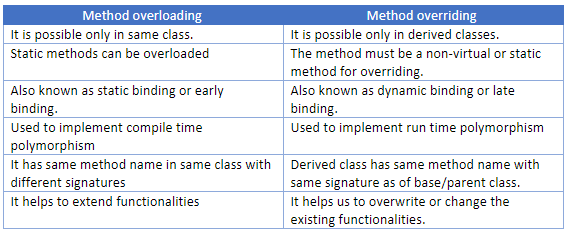 Method overloading
Method overriding
It is possible only in same class.
It is possible only in derived classes.
Static methods can be overloaded
The method must be a non-virtual or static
method for overriding.
Also known as static binding or early
binding.
Also known as dynamic binding or late
binding.
Used to implement compile time
polymorphism
Used to implement run time polymorphism
It has same method name in same class with
different signatures
Derived class has same method name with
same signature as of base/parent class.
It helps to extend functionalities
It helps us to overwrite or change the
existing functionalities.